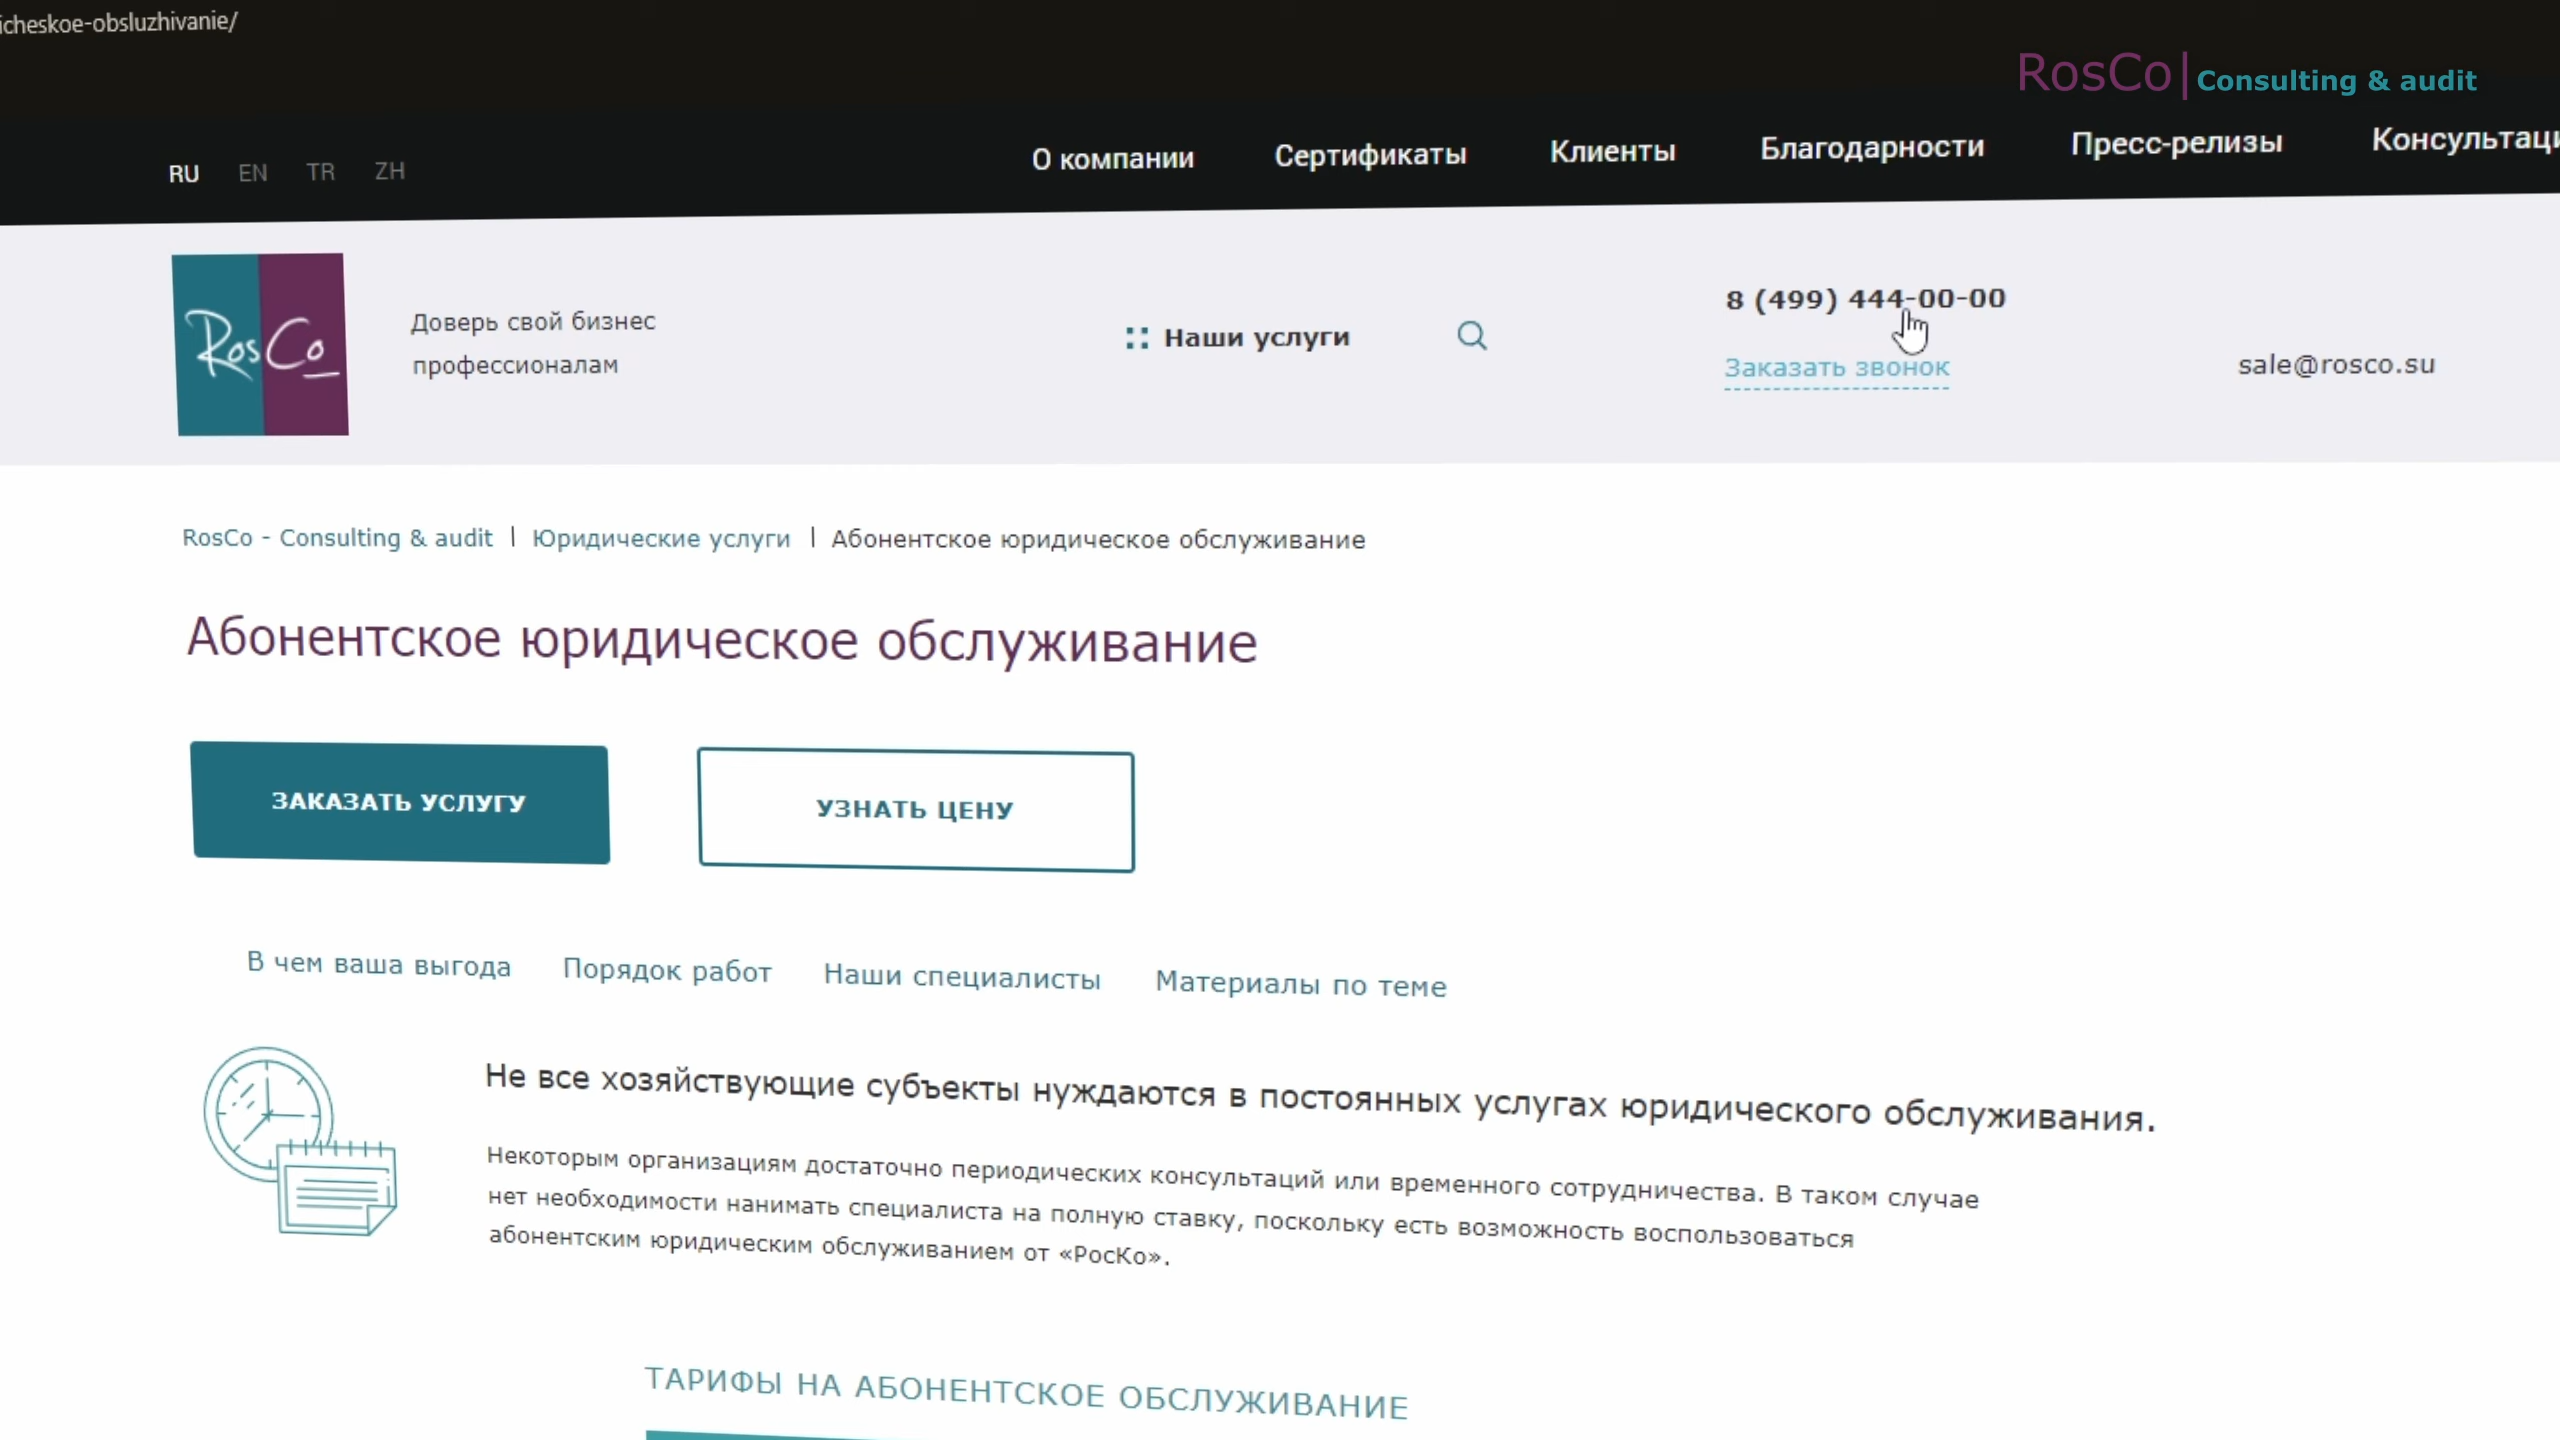 icheskoe-obsluzhivanie/
RosCo|Consulting & audit
RU EN TR ZH
О компании Сертификаты Клиенты Благодарности Пресс-релизы Консультаци
RosCo
Доверь свой бизнес
профессионалам
Наши услуги
8 (499) 444-00-00
Заказать звонок
sale@rosco.su
RosCo - Consulting & audit | Юридические услуги | Абонентское юридическое обслуживание
Абонентское юридическое обслуживание
ЗАКАЗАТЬ УСЛУГУ
УЗНАТЬ ЦЕНУ
В чем ваша выгода Порядок работ Наши специалисты Материалы по теме
Не все хозяйствующие субъекты нуждаются в постоянных услугах юридического обслуживания.
Некоторым организациям достаточно периодических консультаций или временного сотрудничества. В таком случае
нет необходимости нанимать специалиста на полную ставку, поскольку есть возможность воспользоваться
абонентским юридическим обслуживанием от «РосКо».
ТАРИФЫ НА АБОНЕНТСКОЕ ОБСЛУЖИВАНИЕ